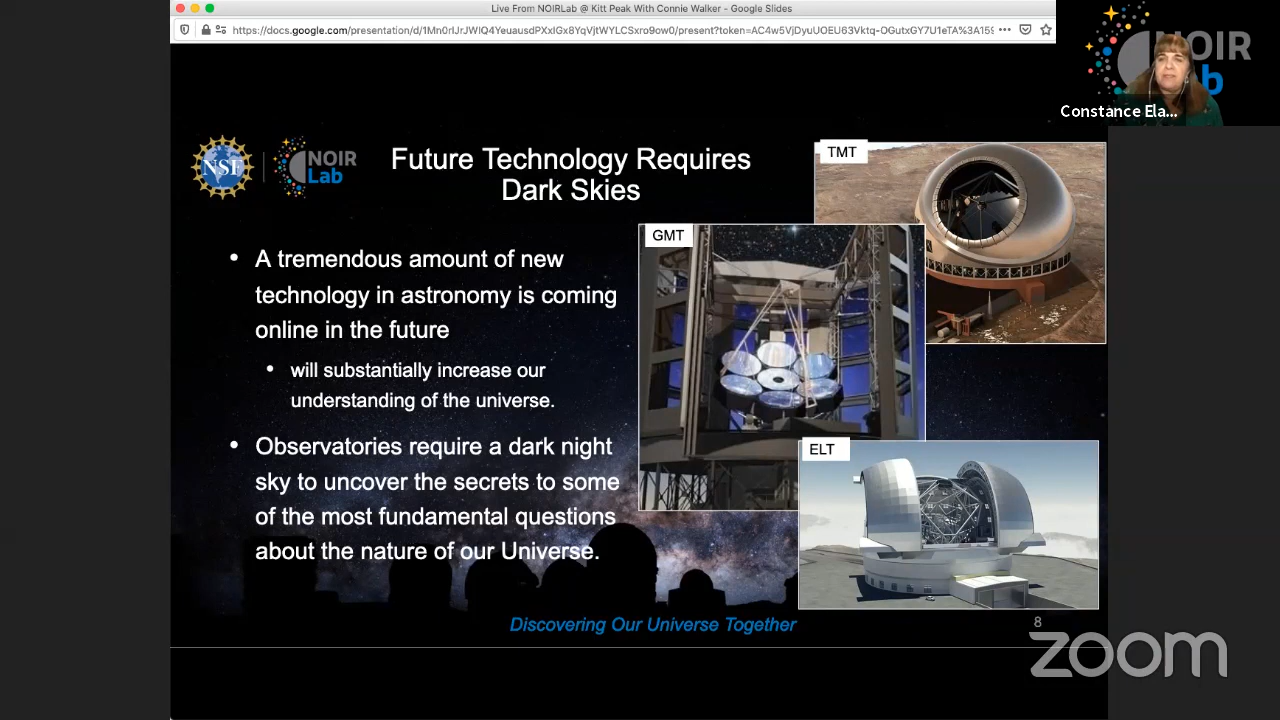 Live From NOIRLab @ Kitt Peak With Connie Walker - Google Slides
NOIR
Lab
Constance Ela...
NSF
NOIR
Lab
Future Technology Requires
Dark Skies
TMT
GMT
• A tremendous amount of new
technology in astronomy is coming
online in the future
• will substantially increase our
understanding of the universe.
• Observatories require a dark night
sky to uncover the secrets to some
of the most fundamental questions
about the nature of our Universe.
ELT
Discovering Our Universe Together
8
zoom